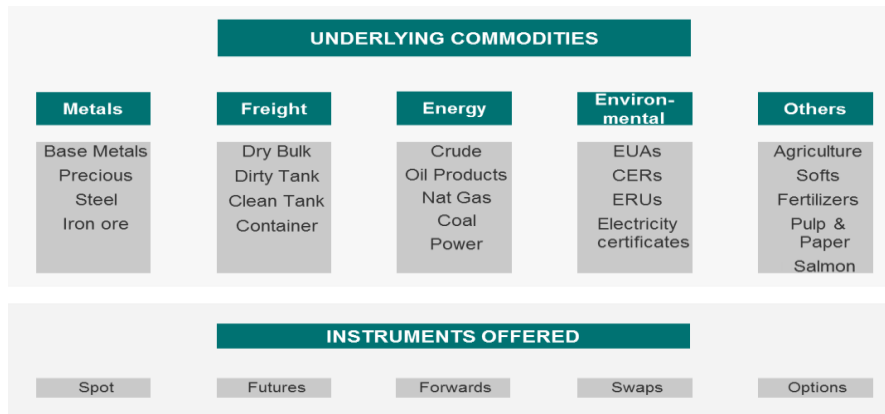 UNDERLYING COMMODITIES
Metals
Base Metals
Precious
Steel
Iron ore
Freight
Dry Bulk
Dirty Tank
Clean Tank
Container
Energy
Crude
Oil Products
Nat Gas
Coal
Power
Environ-
mental
EUAs
CERs
ERUs
Electricity
certificates
Others
Agriculture
Softs
Fertilizers
Pulp &
Paper
Salmon
INSTRUMENTS OFFERED
Spot
Futures
Forwards
Swaps
Options